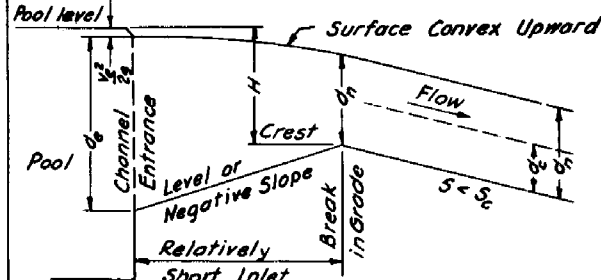 Pool level
Surface Convex Upward
Ve²
2g
H
de
dn
Flow
Channel
Entrance
Crest
Pool
Level or
Negative Slope
Break
in Grade
S < Sc
dc
dn
Relatively
Short Inlet